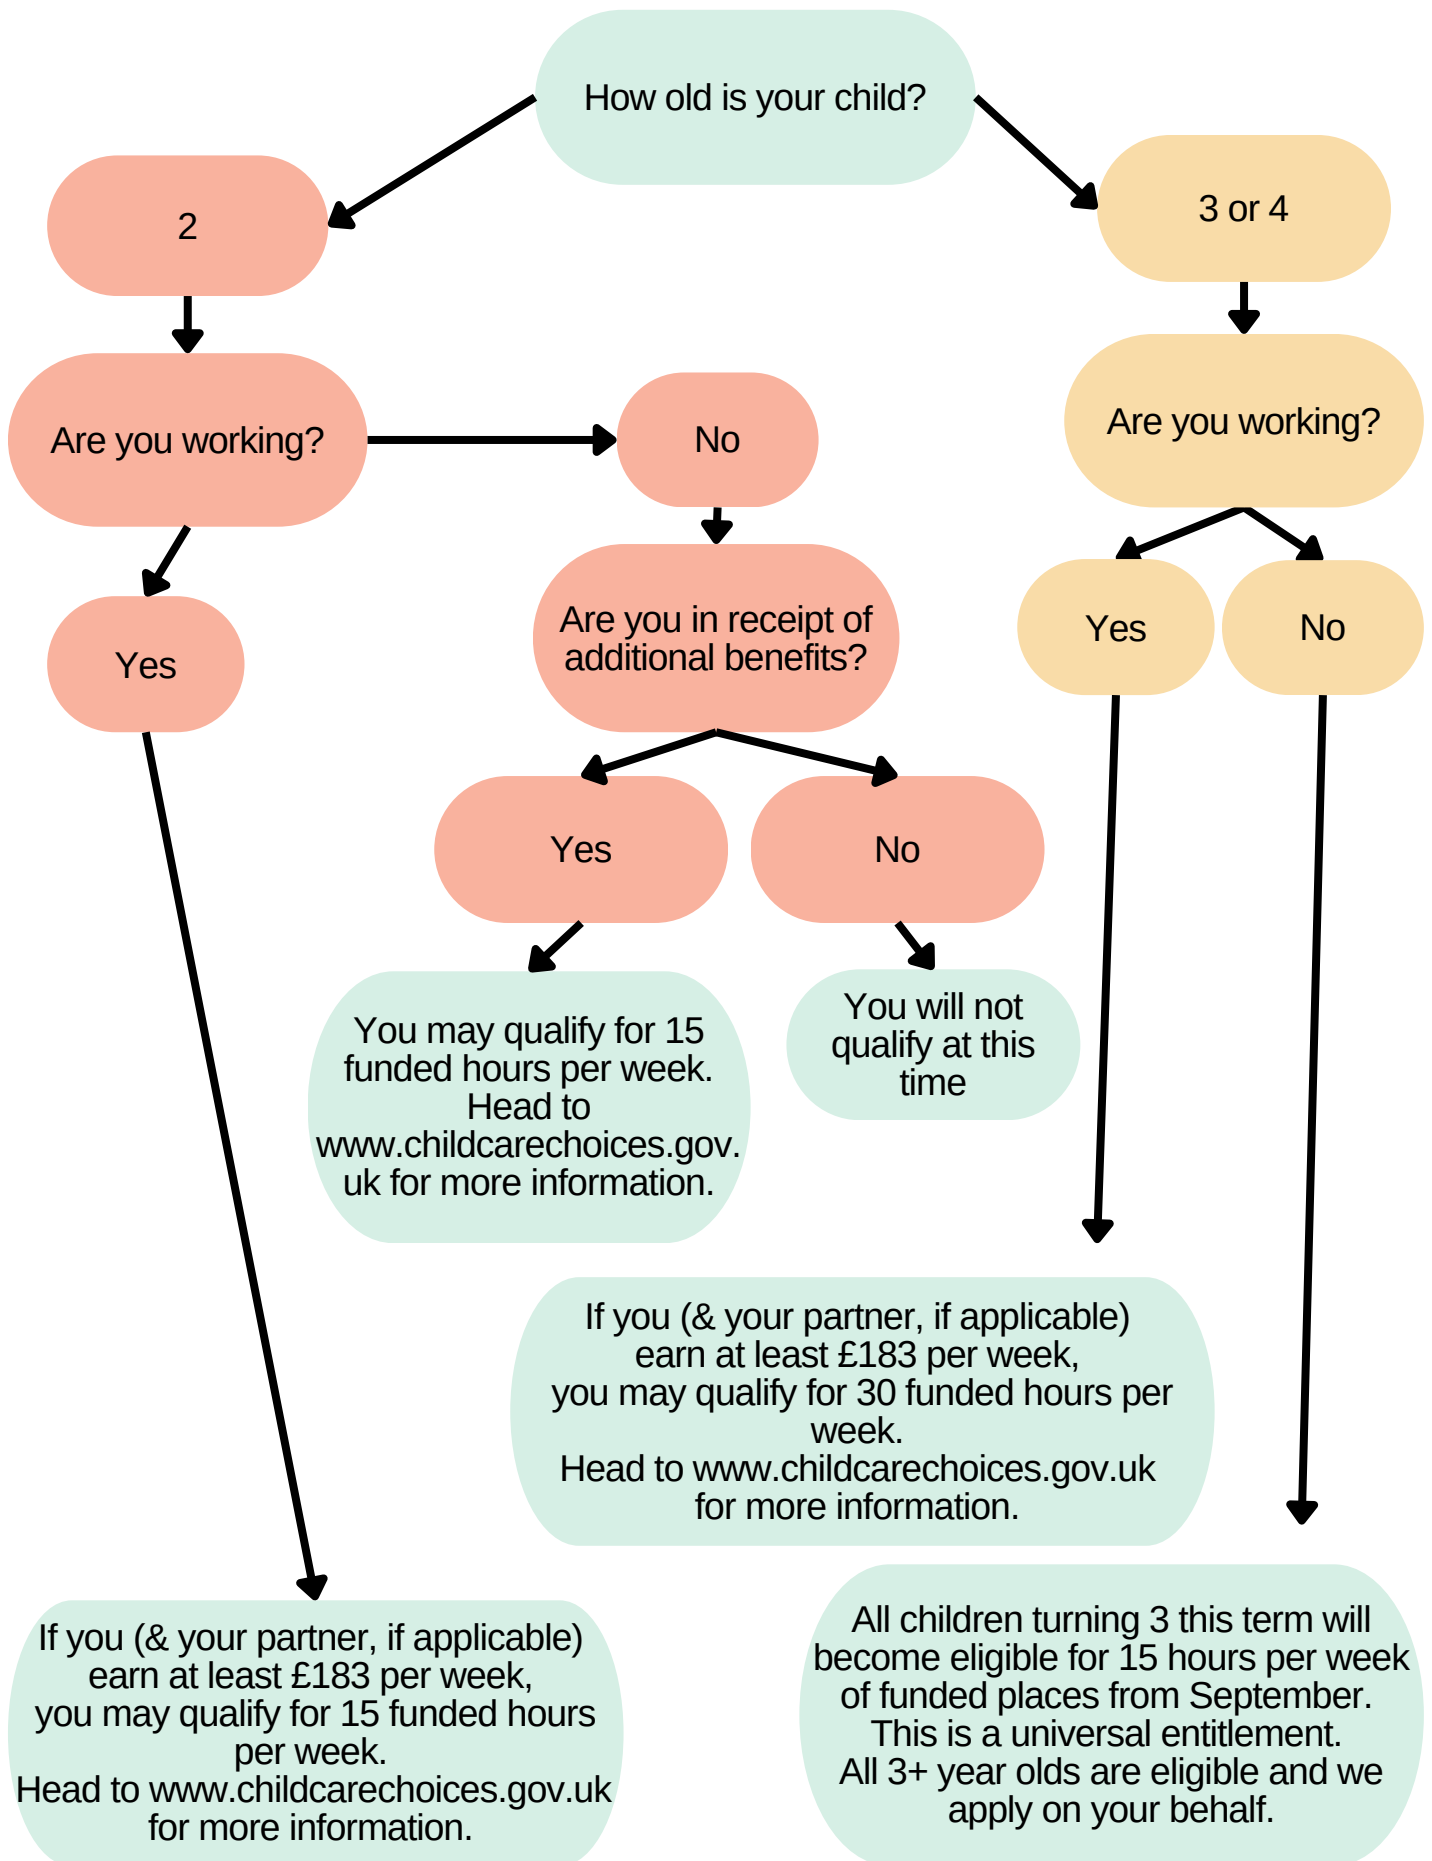 How old is your child?
2
3 or 4
Are you working?
No
Are you working?
Yes
Are you in receipt of
additional benefits?
Yes
No
Yes
No
You may qualify for 15
funded hours per week.
Head to
www.childcarechoices.gov.
uk for more information.
You will not
qualify at this
time
If you (& your partner, if applicable)
earn at least £183 per week,
you may qualify for 30 funded hours per
week.
Head to www.childcarechoices.gov.uk
for more information.
If you (& your partner, if applicable)
earn at least £183 per week,
you may qualify for 15 funded hours
per week.
Head to www.childcarechoices.gov.uk
for more information.
All children turning 3 this term will
become eligible for 15 hours per week
of funded places from September.
This is a universal entitlement.
All 3+ year olds are eligible and we
apply on your behalf.